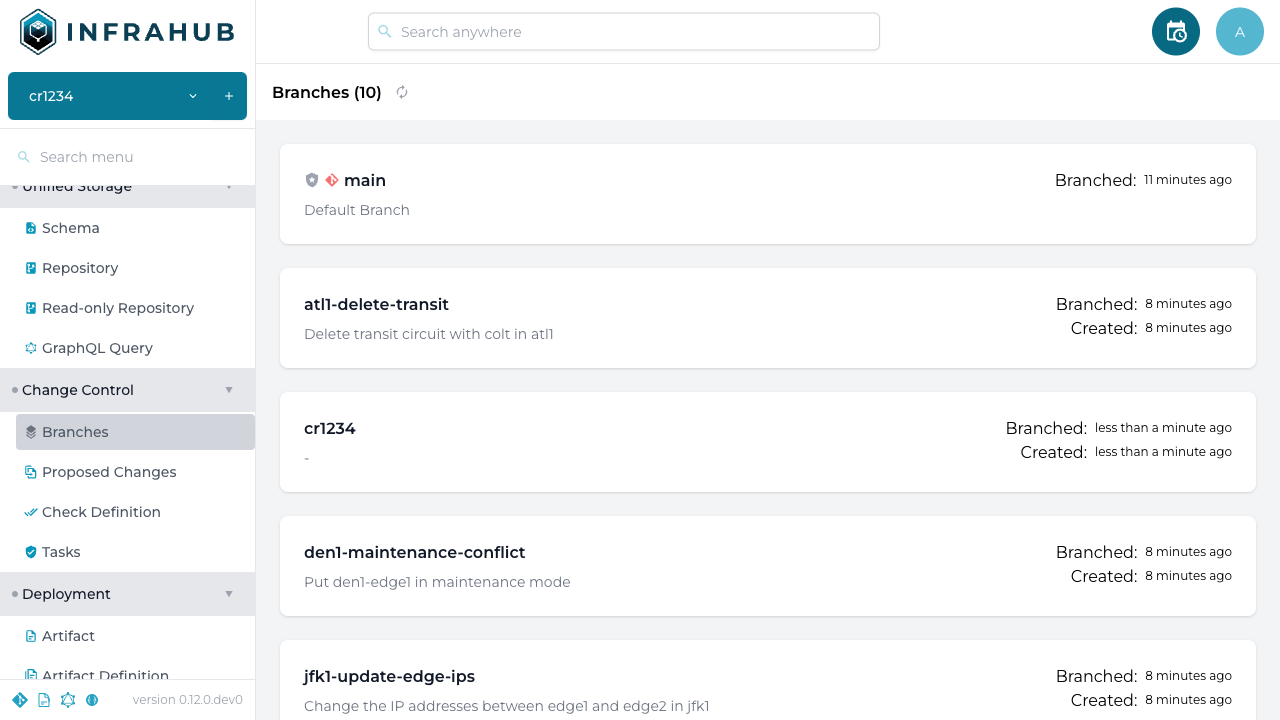 INFRAHUB
Search anywhere
A
cr1234
+
Search menu
Unified Storage
Schema
Repository
Read-only Repository
GraphQL Query
Change Control
Branches
Proposed Changes
Check Definition
Tasks
Deployment
Artifact
Artifact Definition
version 0.12.0.dev0
Branches (10)
main
Default Branch
Branched: 11 minutes ago
atl1-delete-transit
Delete transit circuit with colt in atl1
Branched: 8 minutes ago
Created: 8 minutes ago
cr1234
-
Branched: less than a minute ago
Created: less than a minute ago
den1-maintenance-conflict
Put den1-edge1 in maintenance mode
Branched: 8 minutes ago
Created: 8 minutes ago
jfk1-update-edge-ips
Change the IP addresses between edge1 and edge2 in jfk1
Branched: 8 minutes ago
Created: 8 minutes ago